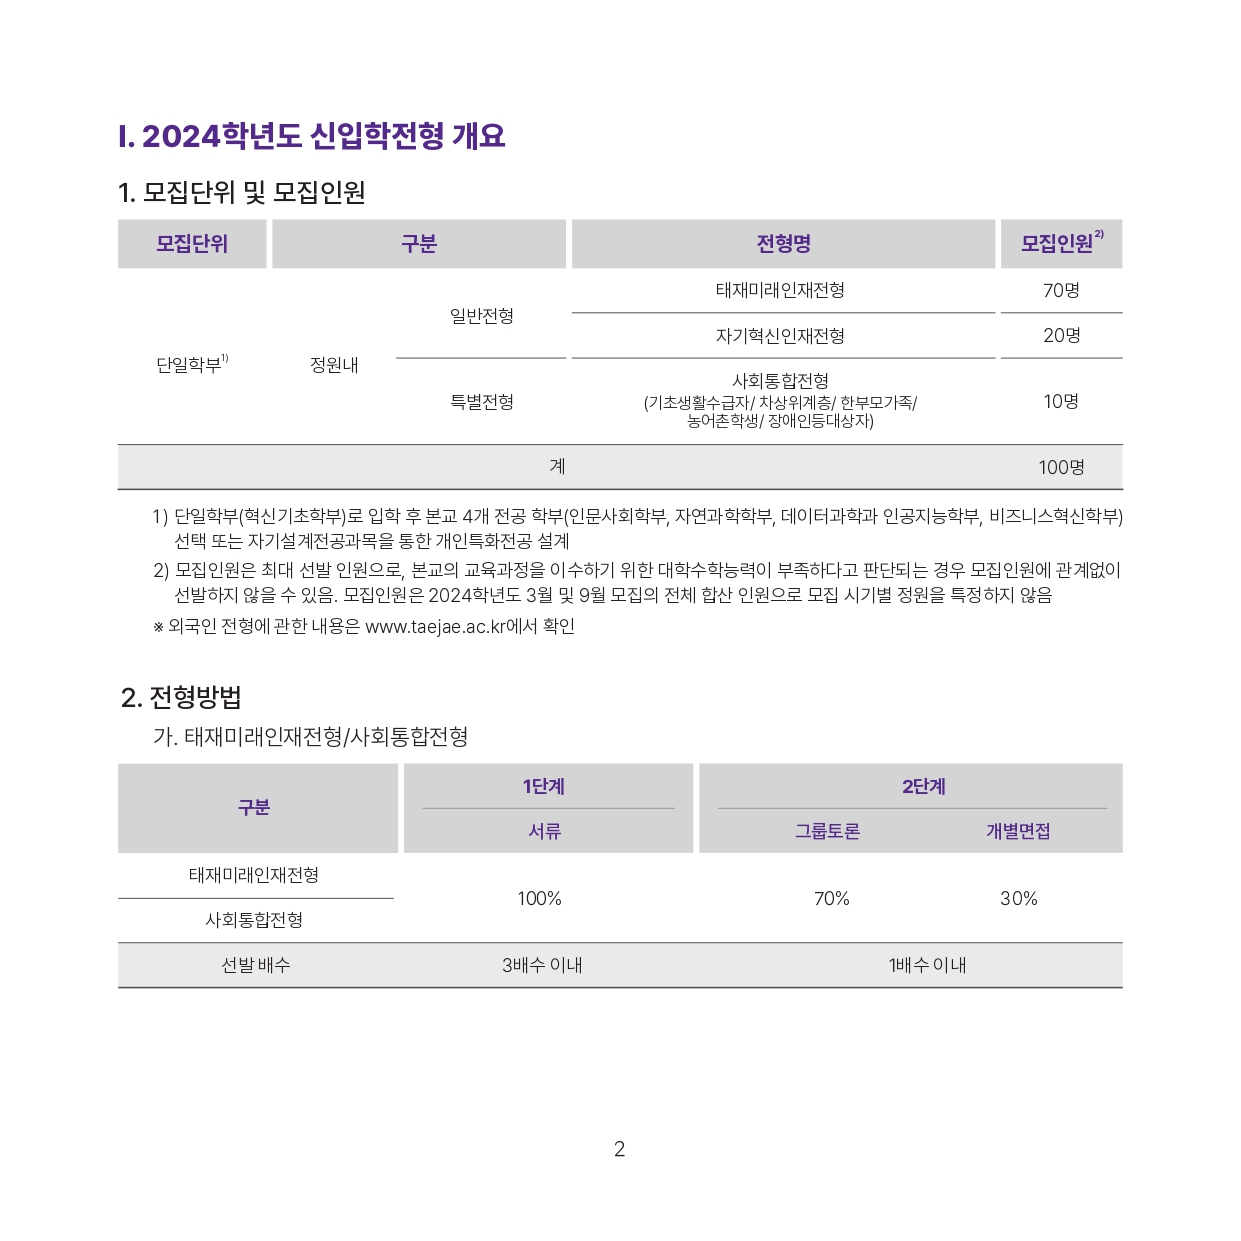 I. 2024학년도 신입학전형 개요
1. 모집단위 및 모집인원
모집단위 구분 전형명 모집인원2)
태재미래인재전형 70명
일반전형
자기혁신인재전형 20명
단일학부1) 정원내
사회통합전형
특별전형 (기초생활수급자/ 차상위계층/ 한부모가족/ 10명
농어촌학생/ 장애인등대상자)
계 100명
1) 단일학부(혁신기초학부)로 입학 후 본교 4개 전공 학부(인문사회학부, 자연과학학부, 데이터과학과 인공지능학부, 비즈니스혁신학부)
선택 또는 자기설계전공과목을 통한 개인특화전공 설계
2) 모집인원은 최대 선발 인원으로, 본교의 교육과정을 이수하기 위한 대학수학능력이 부족하다고 판단되는 경우 모집인원에 관계없이
선발하지 않을 수 있음. 모집인원은 2024학년도 3월 및 9월 모집의 전체 합산 인원으로 모집 시기별 정원을 특정하지 않음
※ 외국인 전형에 관한 내용은 www.taejae.ac.kr에서 확인
2. 전형방법
가. 태재미래인재전형/사회통합전형
1단계 2단계
구분
서류 그룹토론 개별면접
태재미래인재전형
100% 70% 30%
사회통합전형
선발 배수 3배수 이내 1배수 이내
2